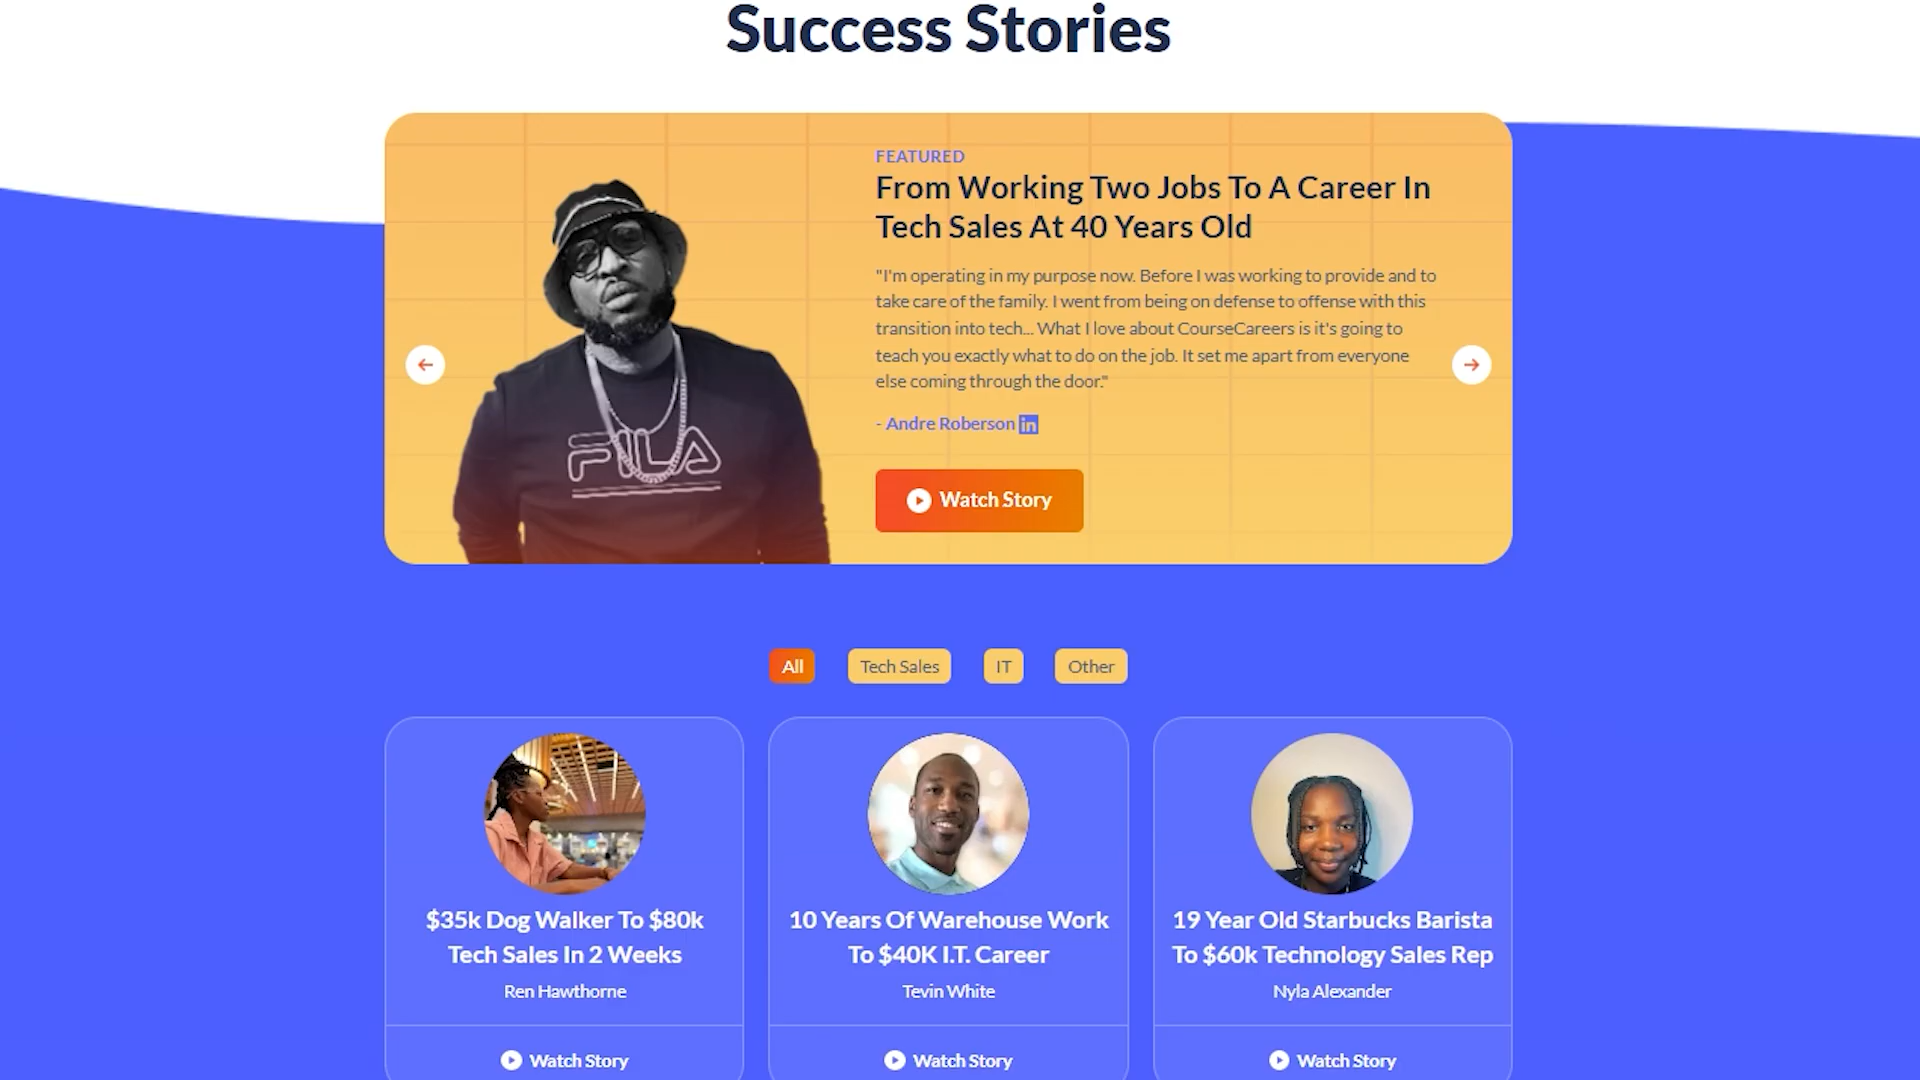 Success Stories
FEATURED
From Working Two Jobs To A Career In
Tech Sales At 40 Years Old
"I'm operating in my purpose now. Before I was working to provide and to
take care of the family. I went from being on defense to offense with this
transition into tech... What I love about CourseCareers is it's going to
teach you exactly what to do on the job. It set me apart from everyone
else coming through the door."
- Andre Roberson in
FILA
Watch Story
All
Tech Sales
IT
Other
$35k Dog Walker To $80k
Tech Sales In 2 Weeks
Ren Hawthorne
Watch Story
10 Years Of Warehouse Work
To $40K I.T. Career
Tevin White
Watch Story
19 Year Old Starbucks Barista
To $60k Technology Sales Rep
Nyla Alexander
Watch Story